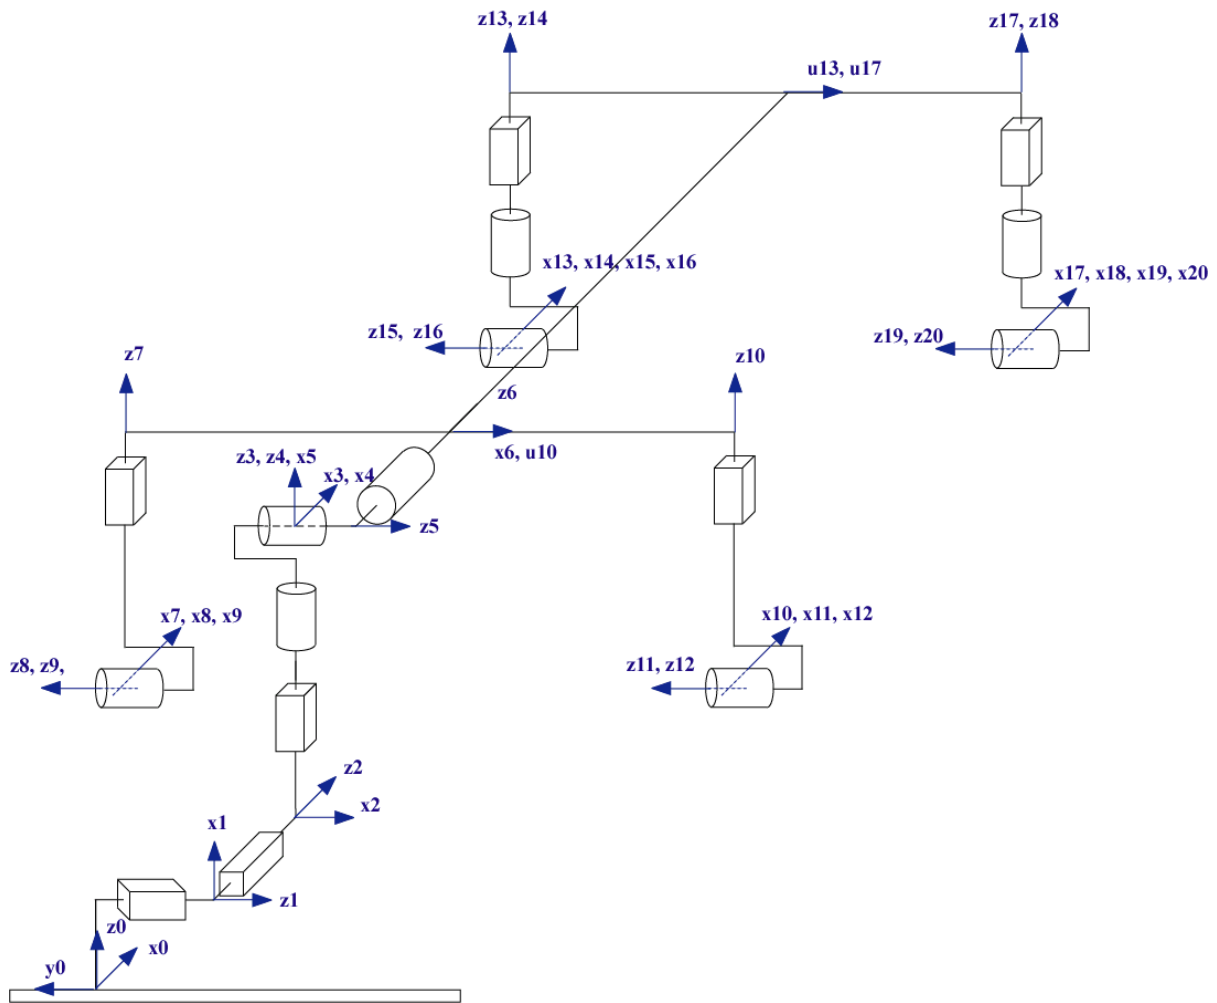 z13, z14
z17, z18
u13, u17
x13, x14, x15, x16
x17, x18, x19, x20
z15, z16
z19, z20
z7
z10
z6
x6, u10
z3, z4, x5
x3, x4
z5
x7, x8, x9
x10, x11, x12
z8, z9,
z11, z12
z2
x2
x1
z1
z0
x0
y0